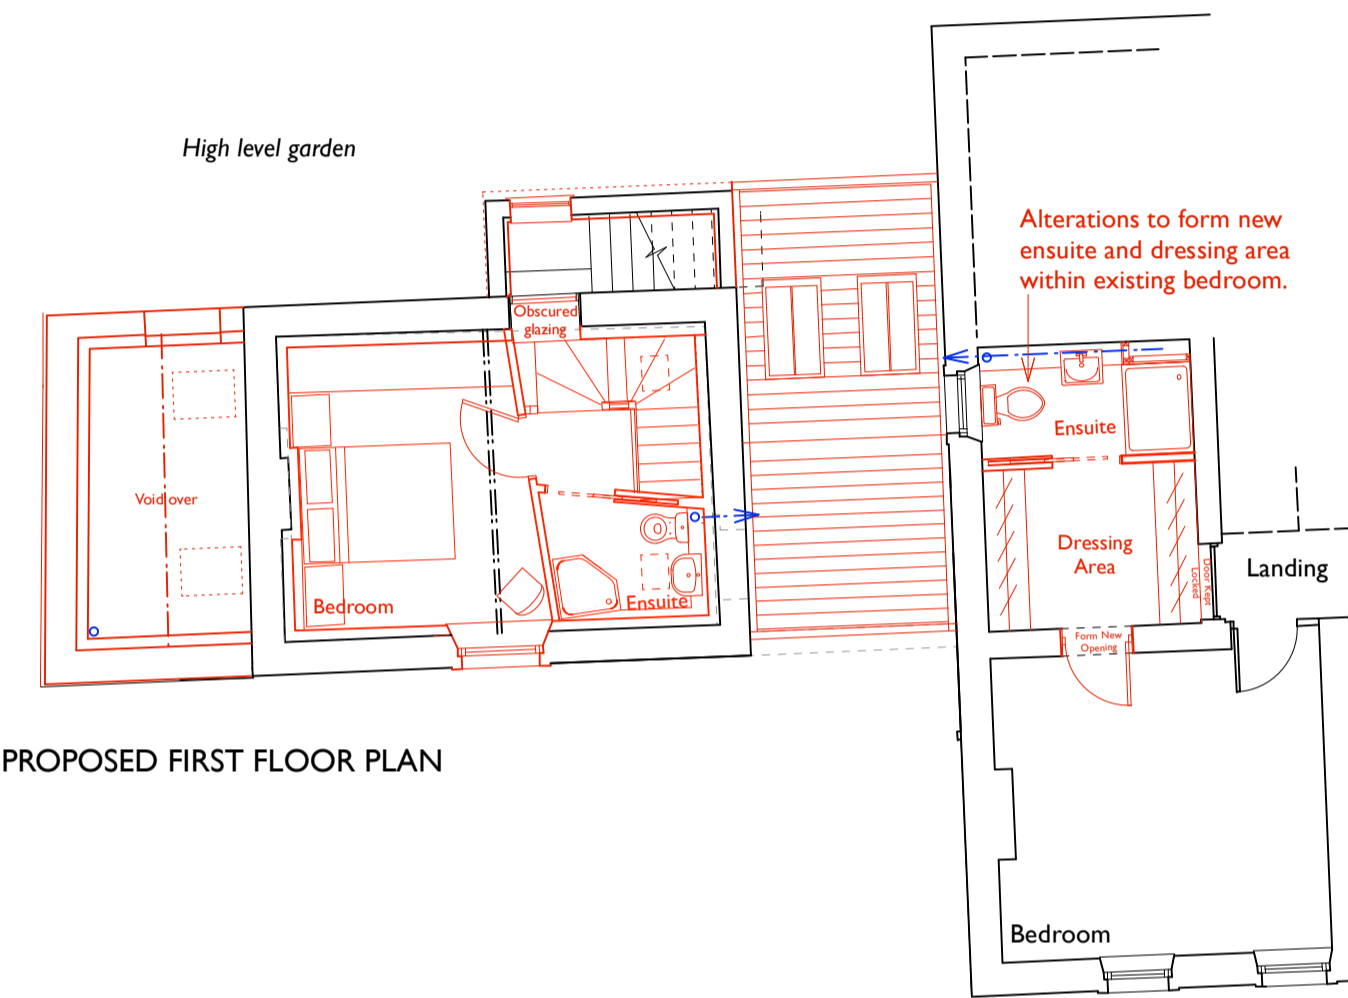 High level garden
Alterations to form new
ensuite and dressing area
within existing bedroom.
Obscured
glazing
Ensuite
Void over
Dressing
Area
Landing
Door Kept
Locked
Bedroom
Ensuite
Form New
Opening
PROPOSED FIRST FLOOR PLAN
Bedroom